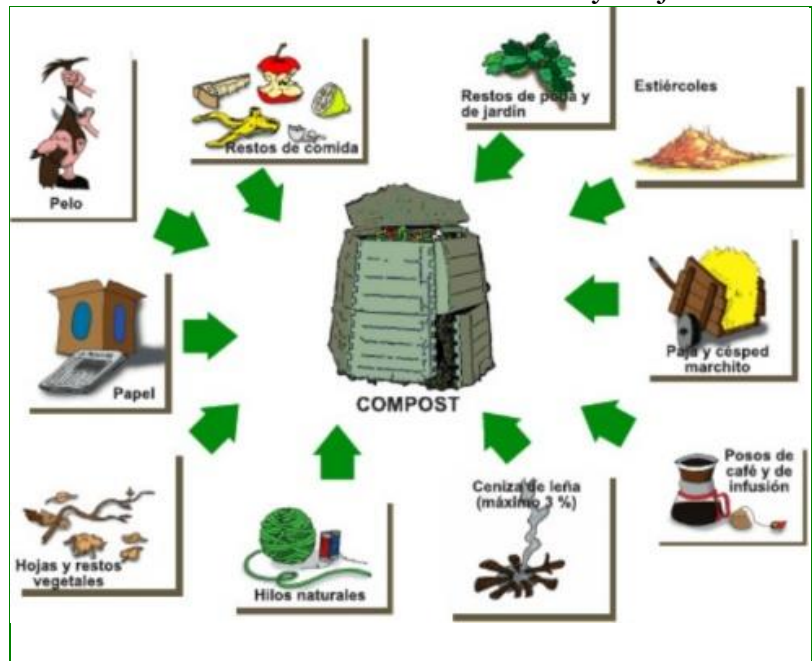 Pelo
Restos de comida
Restos de poda y
de jardín
Estiércoles
Papel
COMPOST
Paja y césped
marchito
Hojas y restos
vegetales
Hilos naturales
Ceniza de leña
(máximo 3 %)
Posos de
café y de
infusión